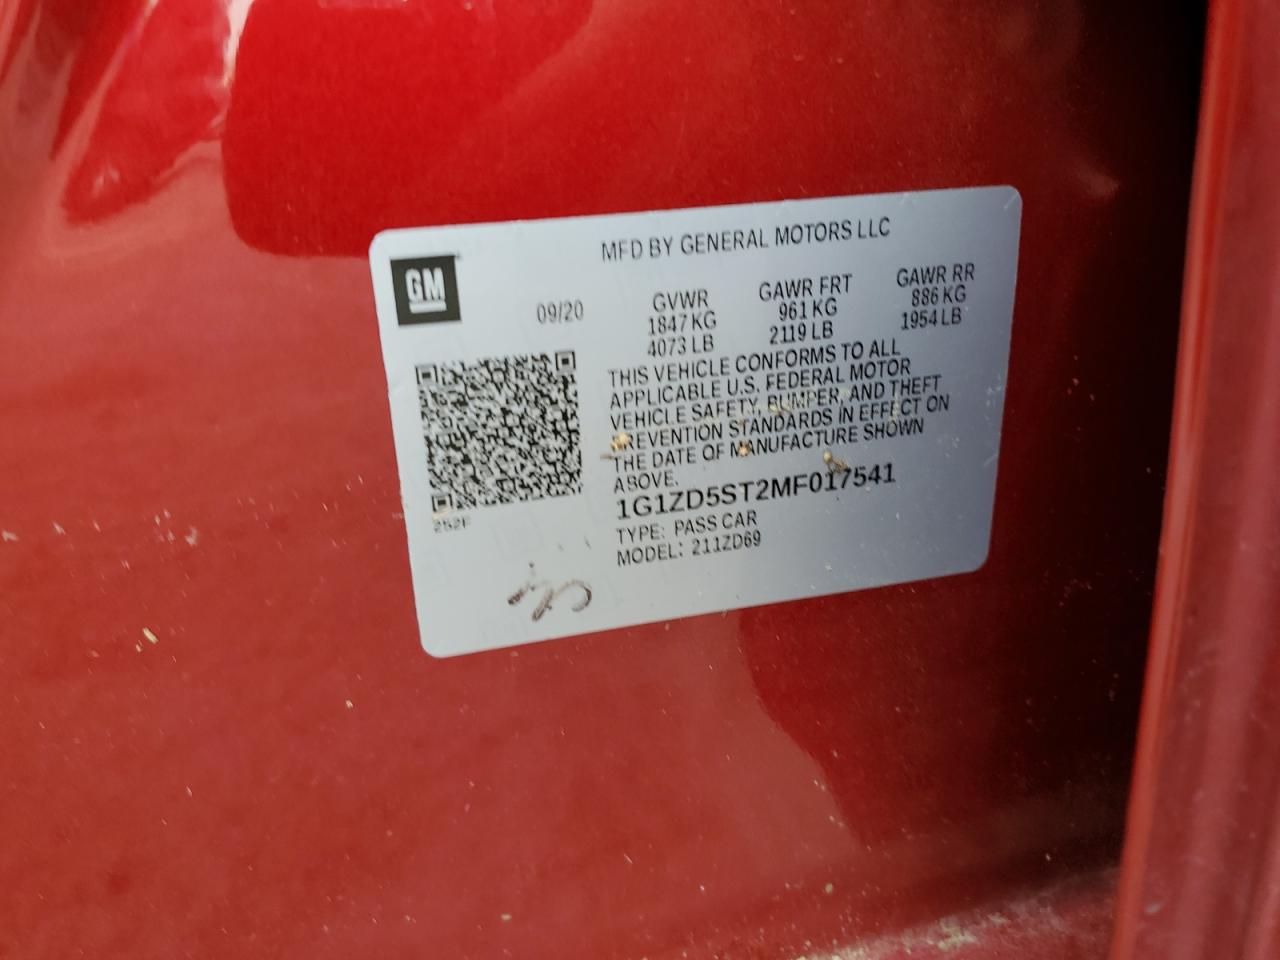 MFD BY GENERAL MOTORS LLC
GM
09/20
GVWR
1847 KG
4073 LB
GAWR FRT
961 KG
2119 LB
GAWR RR
886 KG
1954 LB
THIS VEHICLE CONFORMS TO ALL
APPLICABLE U.S. FEDERAL MOTOR
VEHICLE SAFETY, BUMPER, AND THEFT
PREVENTION STANDARDS IN EFFECT ON
THE DATE OF MANUFACTURE SHOWN
ABOVE.
1G1ZD5ST2MF017541
TYPE: PASS CAR
MODEL: 211ZD69
252F